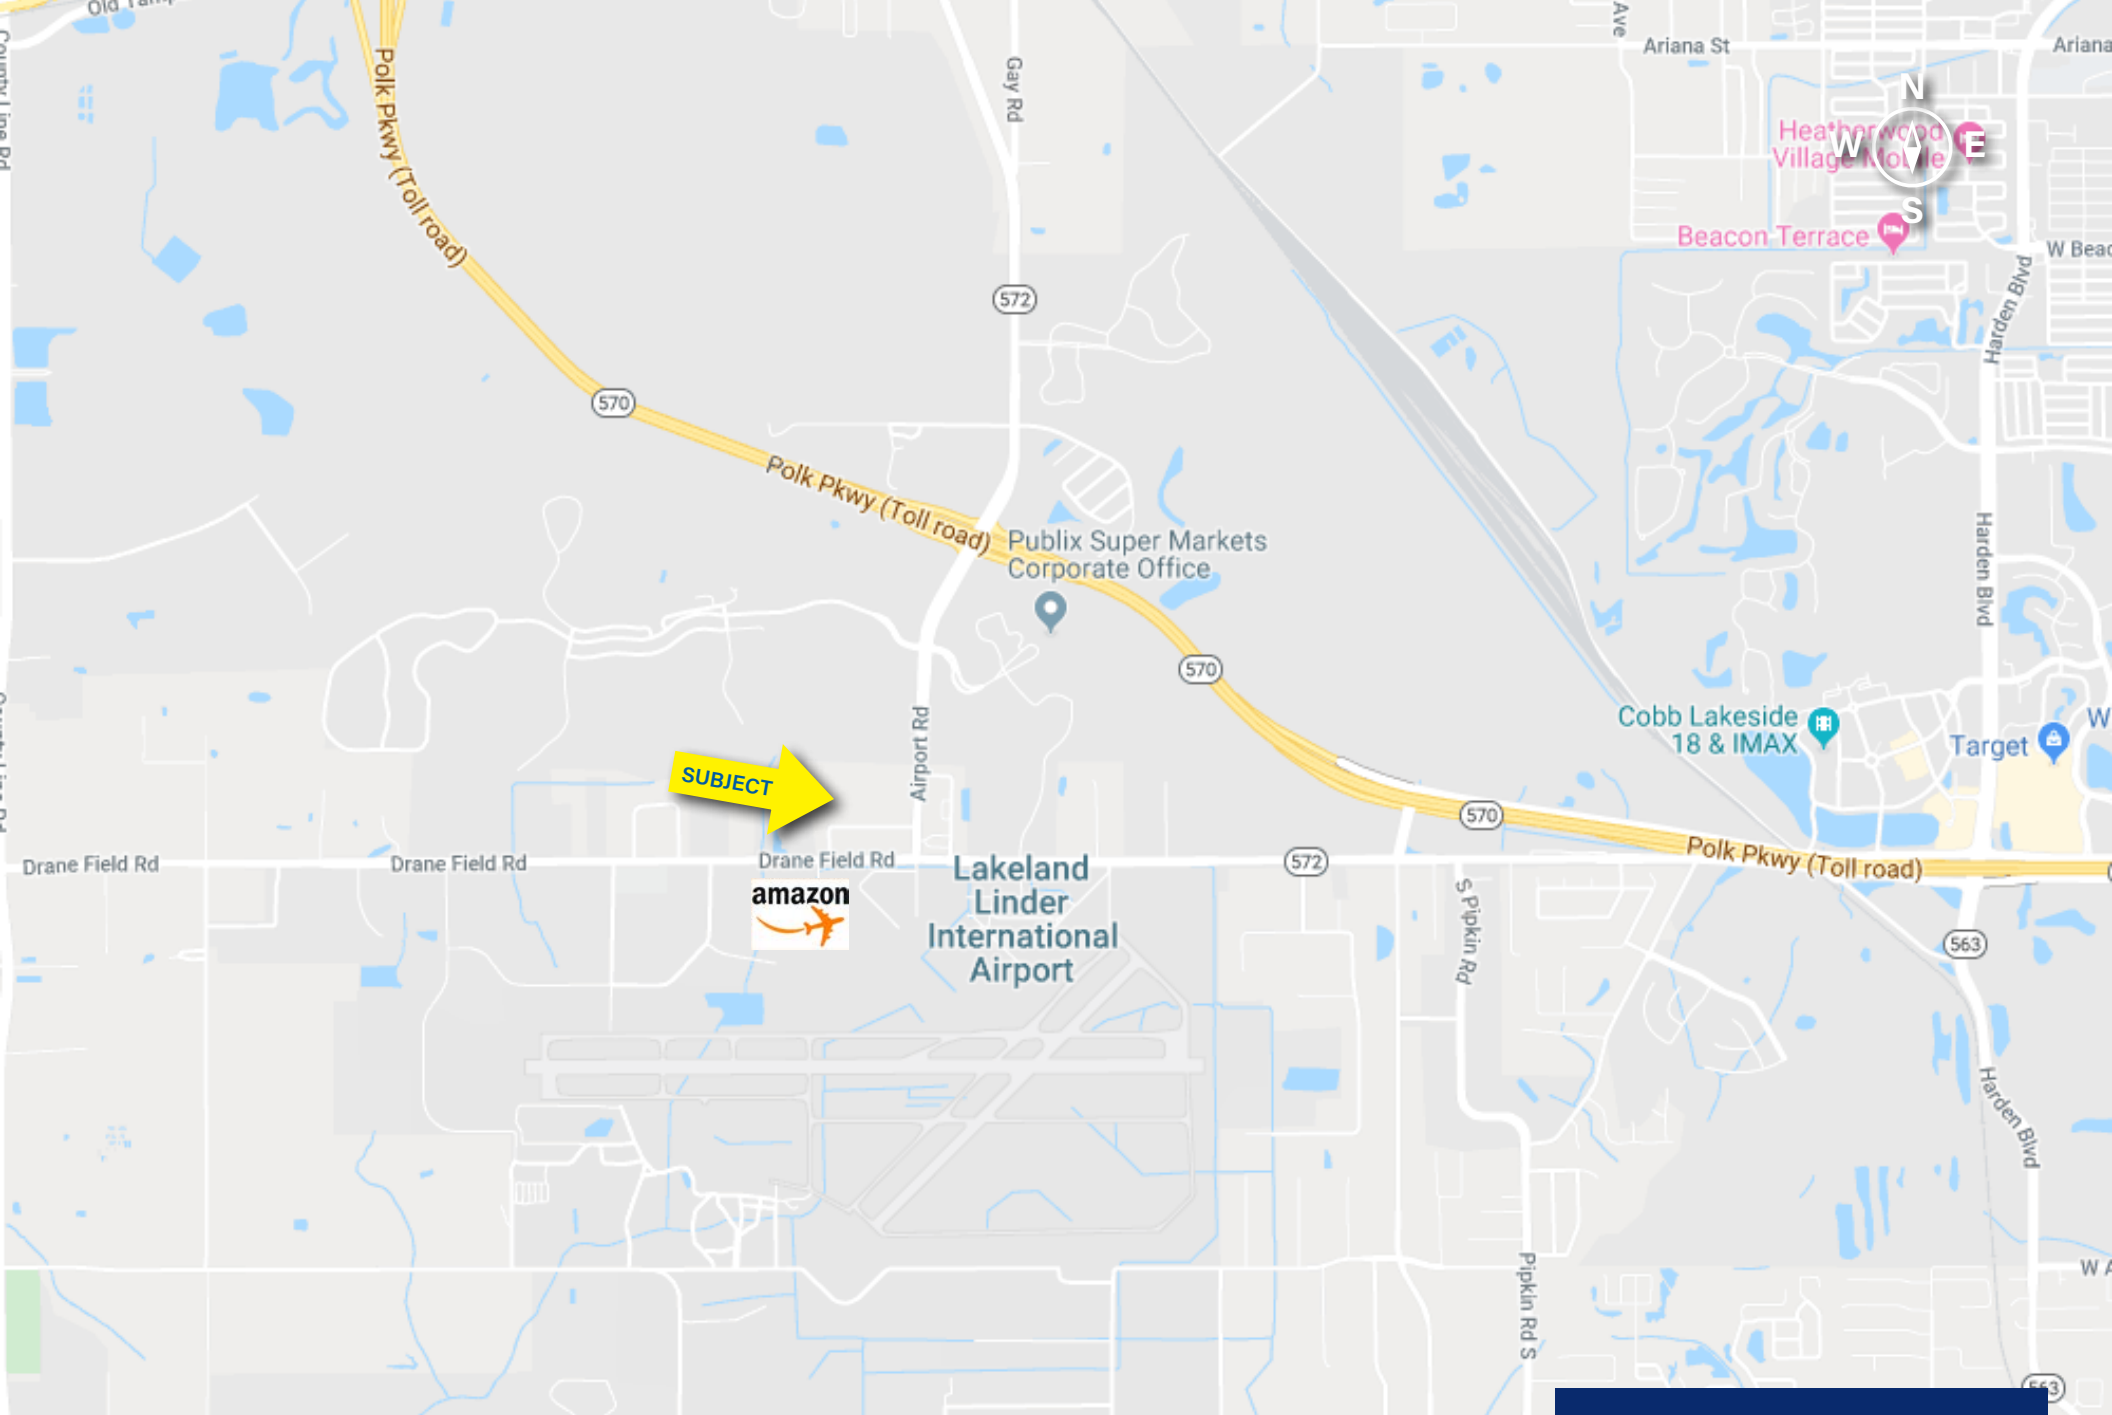 Ariana St
Ariana
Ave
Gay Rd
Polk Pkwy (Toll road)
N
W
E
S
Heatherwood
Village Mobile
Beacon Terrace
Harden Blvd
572
570
Polk Pkwy (Toll road)
Publix Super Markets
Corporate Office
Harden Blvd
570
Airport Rd
Cobb Lakeside
18 & IMAX
Target
W
SUBJECT
570
Polk Pkwy (Toll road)
Drane Field Rd
Drane Field Rd
Drane Field Rd
572
amazon
Lakeland
Linder
International
Airport
S Pipkin Rd
563
Harden Blvd
Pipkin Rd S
563